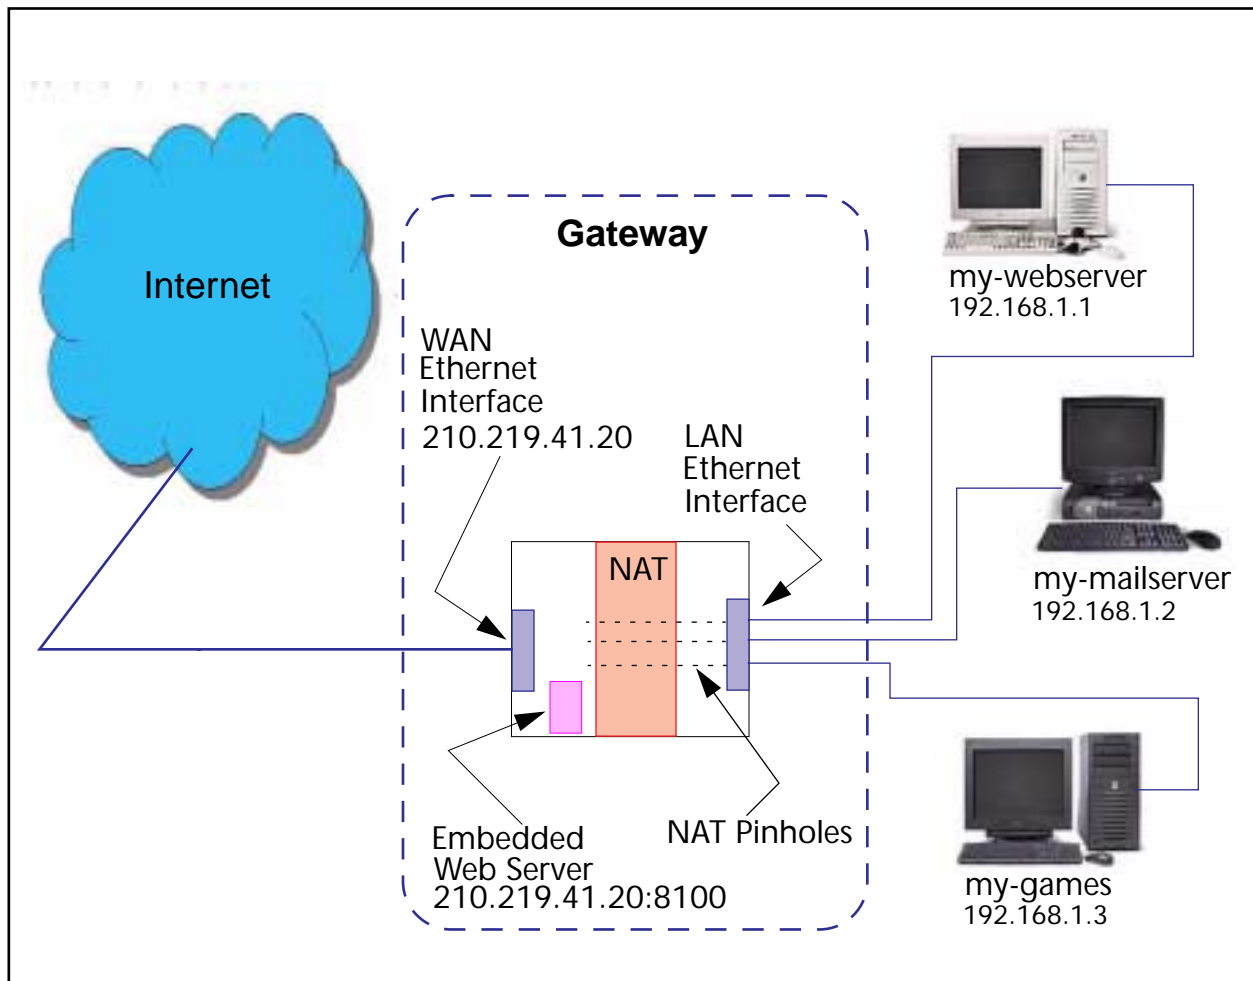 Gateway
Internet
WAN
Ethernet
Interface
210.219.41.20
LAN
Ethernet
Interface
NAT
Embedded
Web Server
210.219.41.20:8100
NAT Pinholes
my-webserver
192.168.1.1
my-mailserver
192.168.1.2
my-games
192.168.1.3